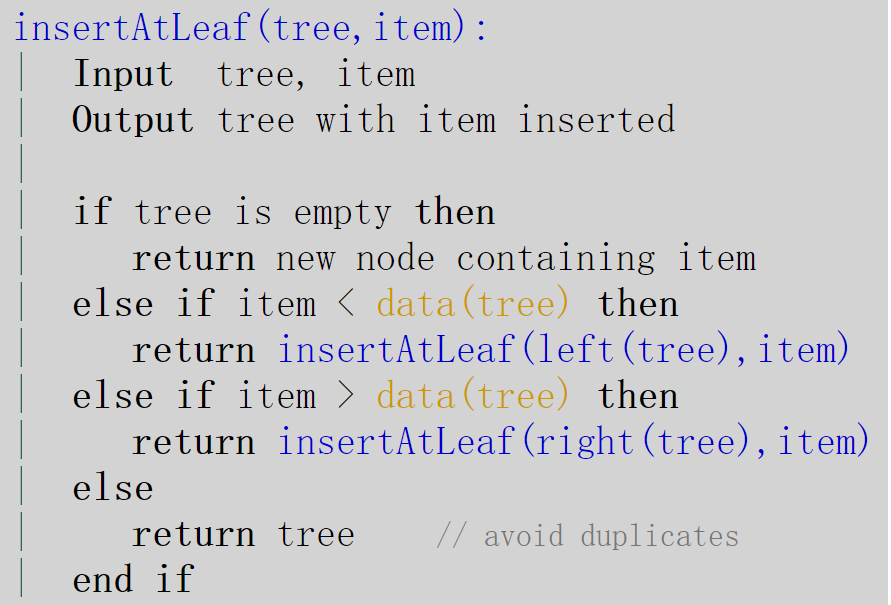 insertAtLeaf(tree,item):
Input tree, item
Output tree with item inserted
if tree is empty then
return new node containing item
else if item < data(tree) then
return insertAtLeaf(left(tree),item)
else if item > data(tree) then
return insertAtLeaf(right(tree),item)
else
return tree // avoid duplicates
end if